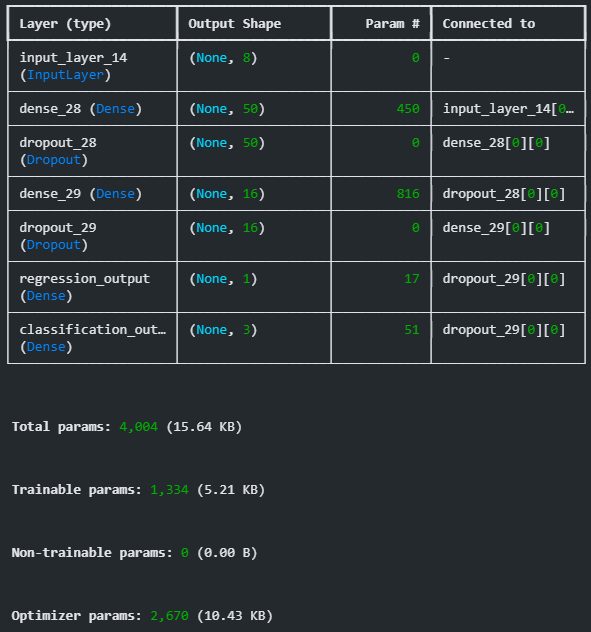 Layer (type) Output Shape Param # Connected to
input_layer_14 (None, 8) 0 -
(InputLayer)
dense_28 (Dense) (None, 50) 450 input_layer_14[0…
dropout_28 (None, 50) 0 dense_28[0][0]
(Dropout)
dense_29 (Dense) (None, 16) 816 dropout_28[0][0]
dropout_29 (None, 16) 0 dense_29[0][0]
(Dropout)
regression_output (None, 1) 17 dropout_29[0][0]
(Dense)
classification_out… (None, 3) 51 dropout_29[0][0]
(Dense)
Total params: 4,004 (15.64 KB)
Trainable params: 1,334 (5.21 KB)
Non-trainable params: 0 (0.00 B)
Optimizer params: 2,670 (10.43 KB)